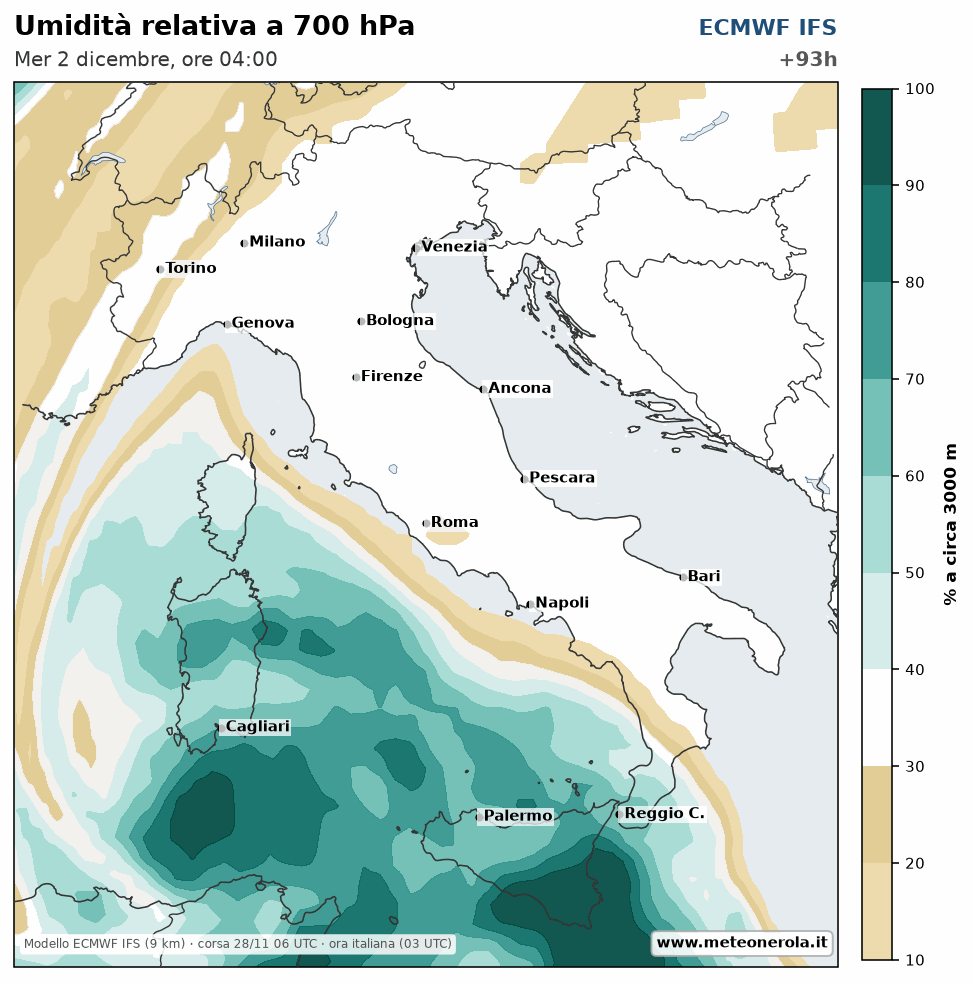 Umidità relativa a 700 hPa
ECMWF IFS
Mer 2 dicembre, ore 04:00
+93h
100
90
80
70
60
50
40
30
20
10
% a circa 3000 m
Milano
Venezia
Torino
Genova
Bologna
Firenze
Ancona
Pescara
Roma
Bari
Napoli
Cagliari
Palermo
Reggio C.
Modello ECMWF IFS (9 km) · corsa 28/11 06 UTC · ora italiana (03 UTC)
www.meteonerola.it